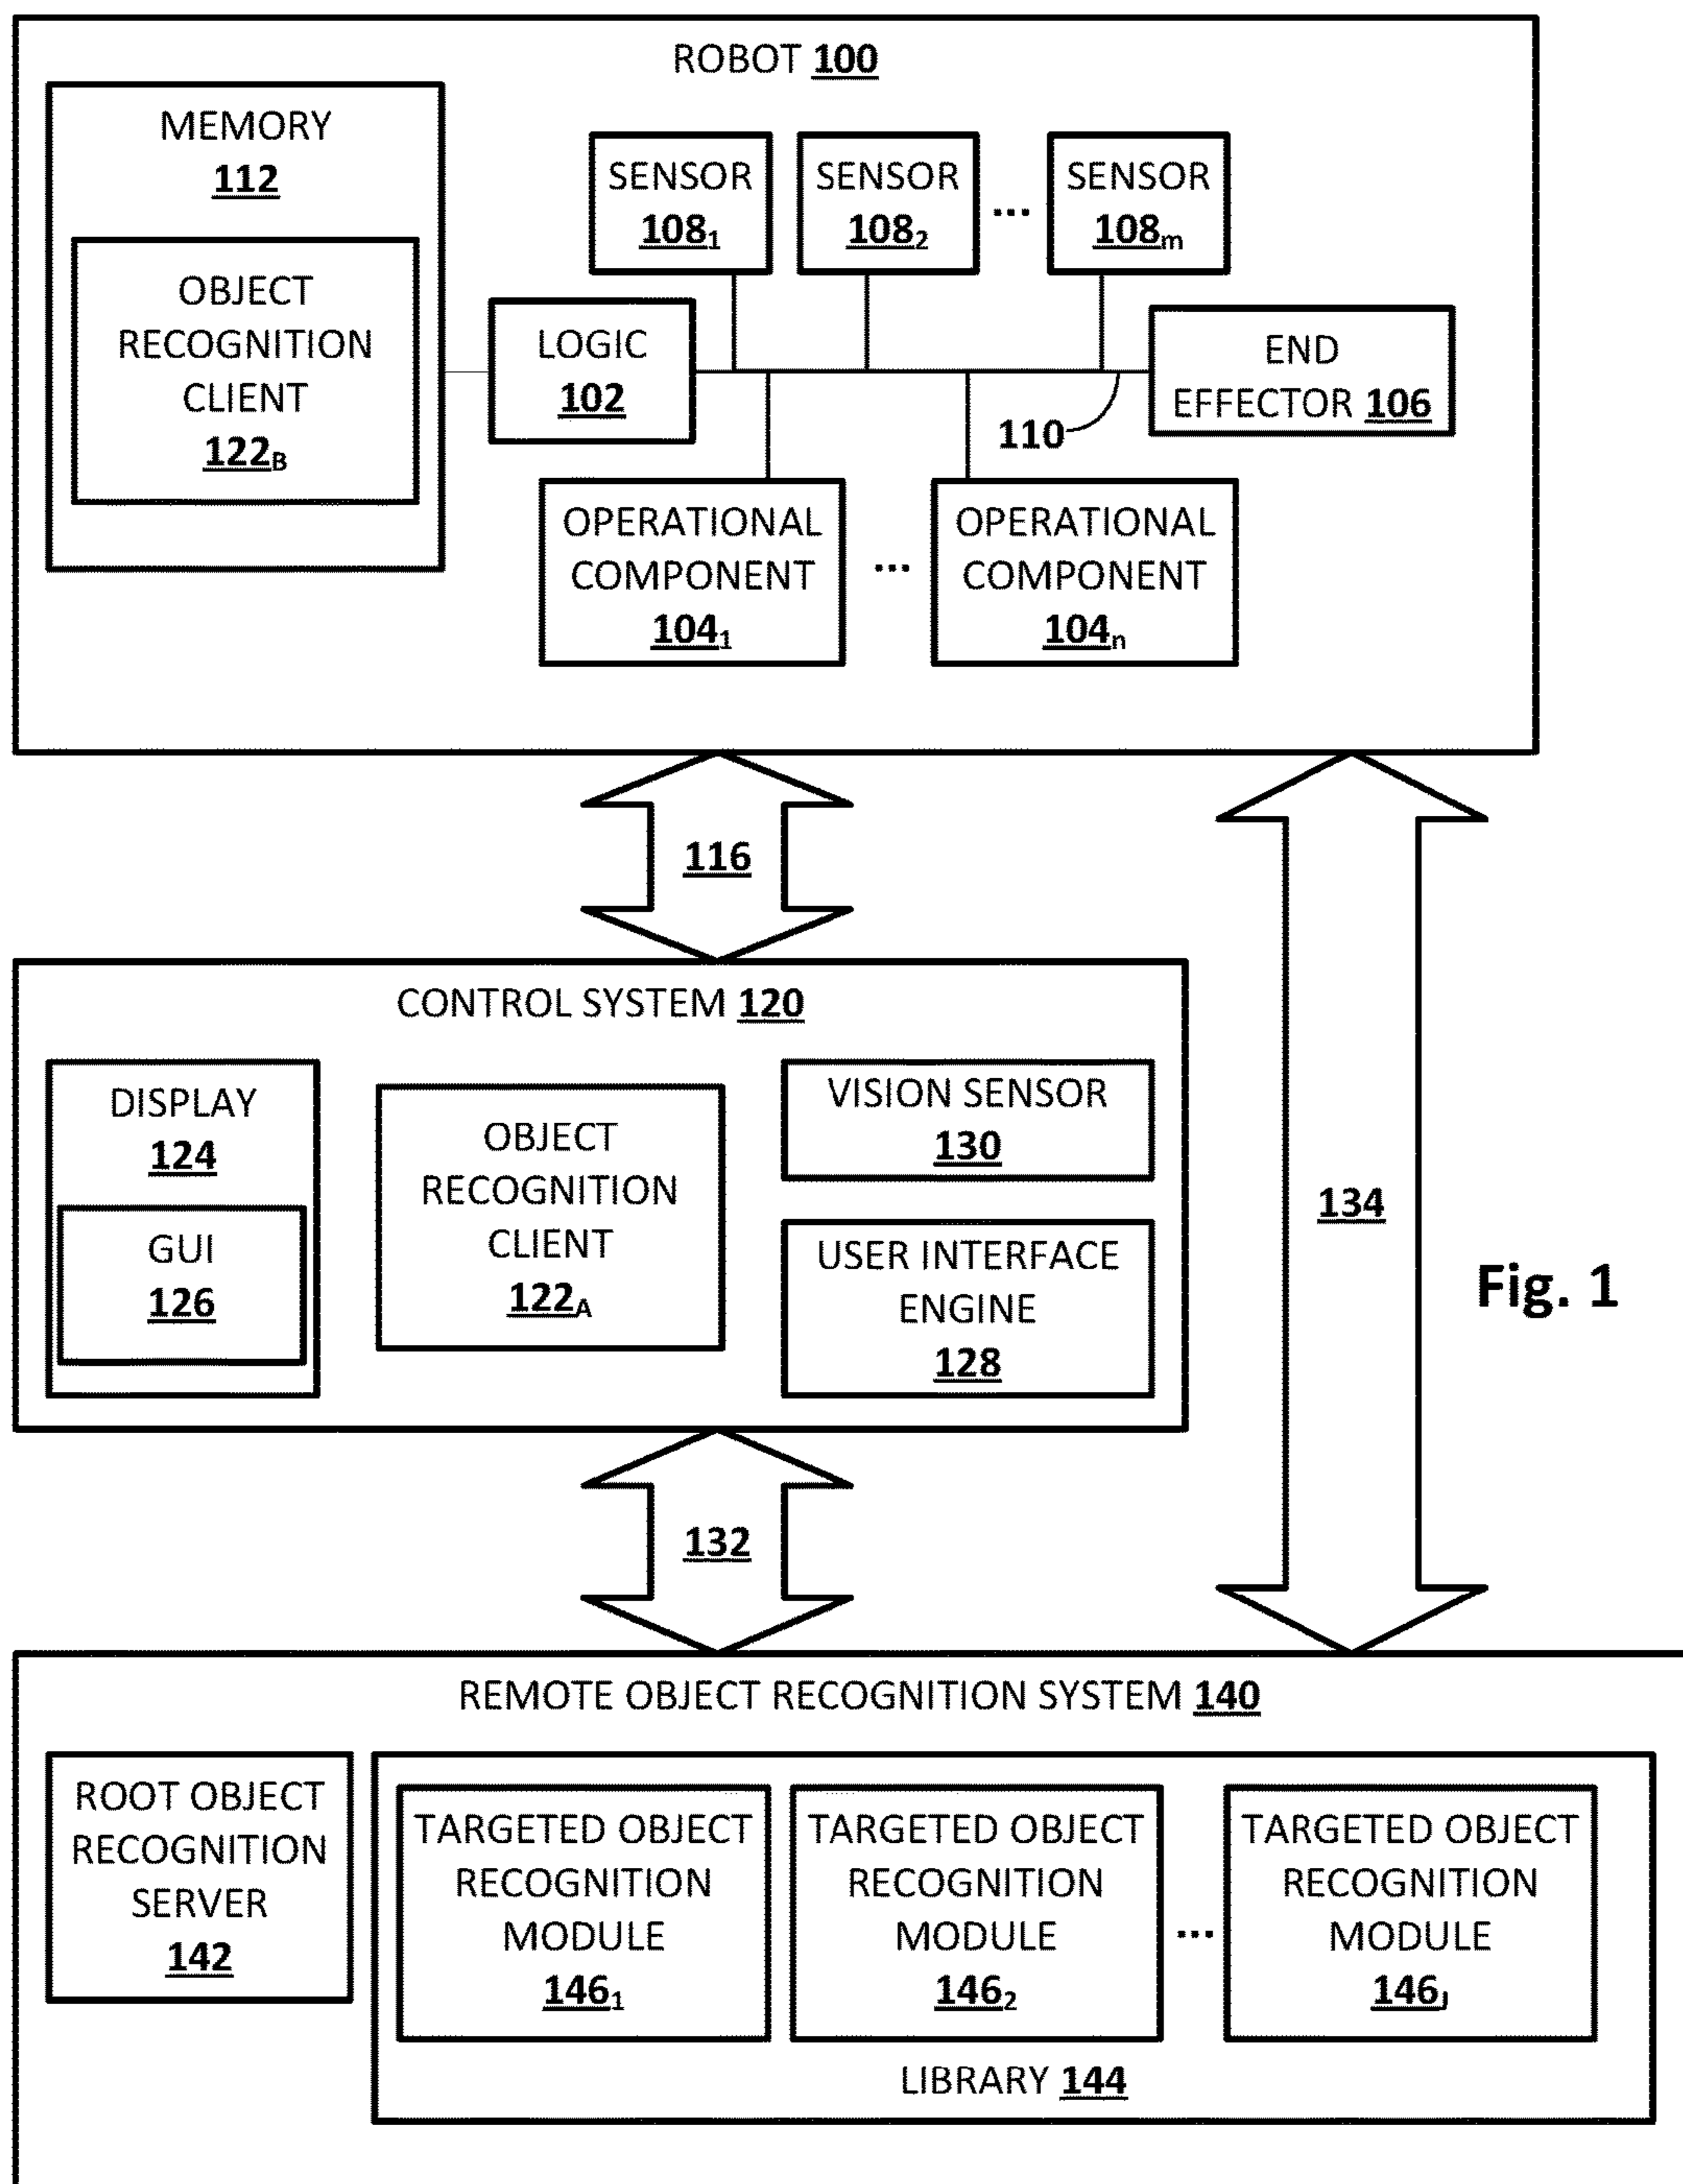 ROBOT 100
MEMORY
112
OBJECT
RECOGNITION
CLIENT
122B
SENSOR
1081
SENSOR
1082
...
SENSOR
108m
LOGIC
102
END
EFFECTOR 106
110
OPERATIONAL
COMPONENT
1041
...
OPERATIONAL
COMPONENT
104n
116
134
CONTROL SYSTEM 120
DISPLAY
124
GUI
126
OBJECT
RECOGNITION
CLIENT
122A
VISION SENSOR
130
USER INTERFACE
ENGINE
128
Fig. 1
132
REMOTE OBJECT RECOGNITION SYSTEM 140
ROOT OBJECT
RECOGNITION
SERVER
142
TARGETED OBJECT
RECOGNITION
MODULE
1461
TARGETED OBJECT
RECOGNITION
MODULE
1462
...
TARGETED OBJECT
RECOGNITION
MODULE
146J
LIBRARY 144